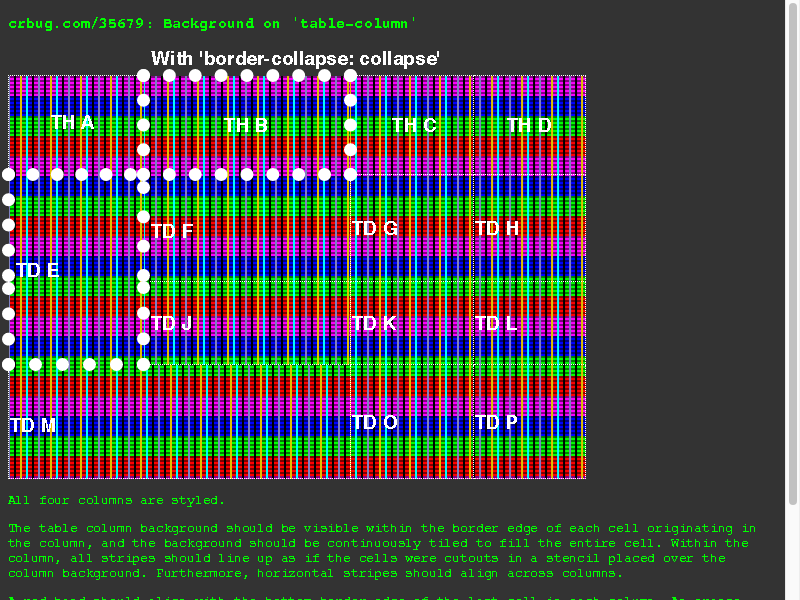 crbug.com/35679: Background on 'table-column'
With 'border-collapse: collapse'
TH A TH B TH C TH D
TD E TD F TD G TD H
TD J TD K TD L
TD M TD O TD P
All four columns are styled.
The table column background should be visible within the border edge of each cell originating in
the column, and the background should be continuously tiled to fill the entire cell. Within the
column, all stripes should line up as if the cells were cutouts in a stencil placed over the
column background. Furthermore, horizontal stripes should align across columns.